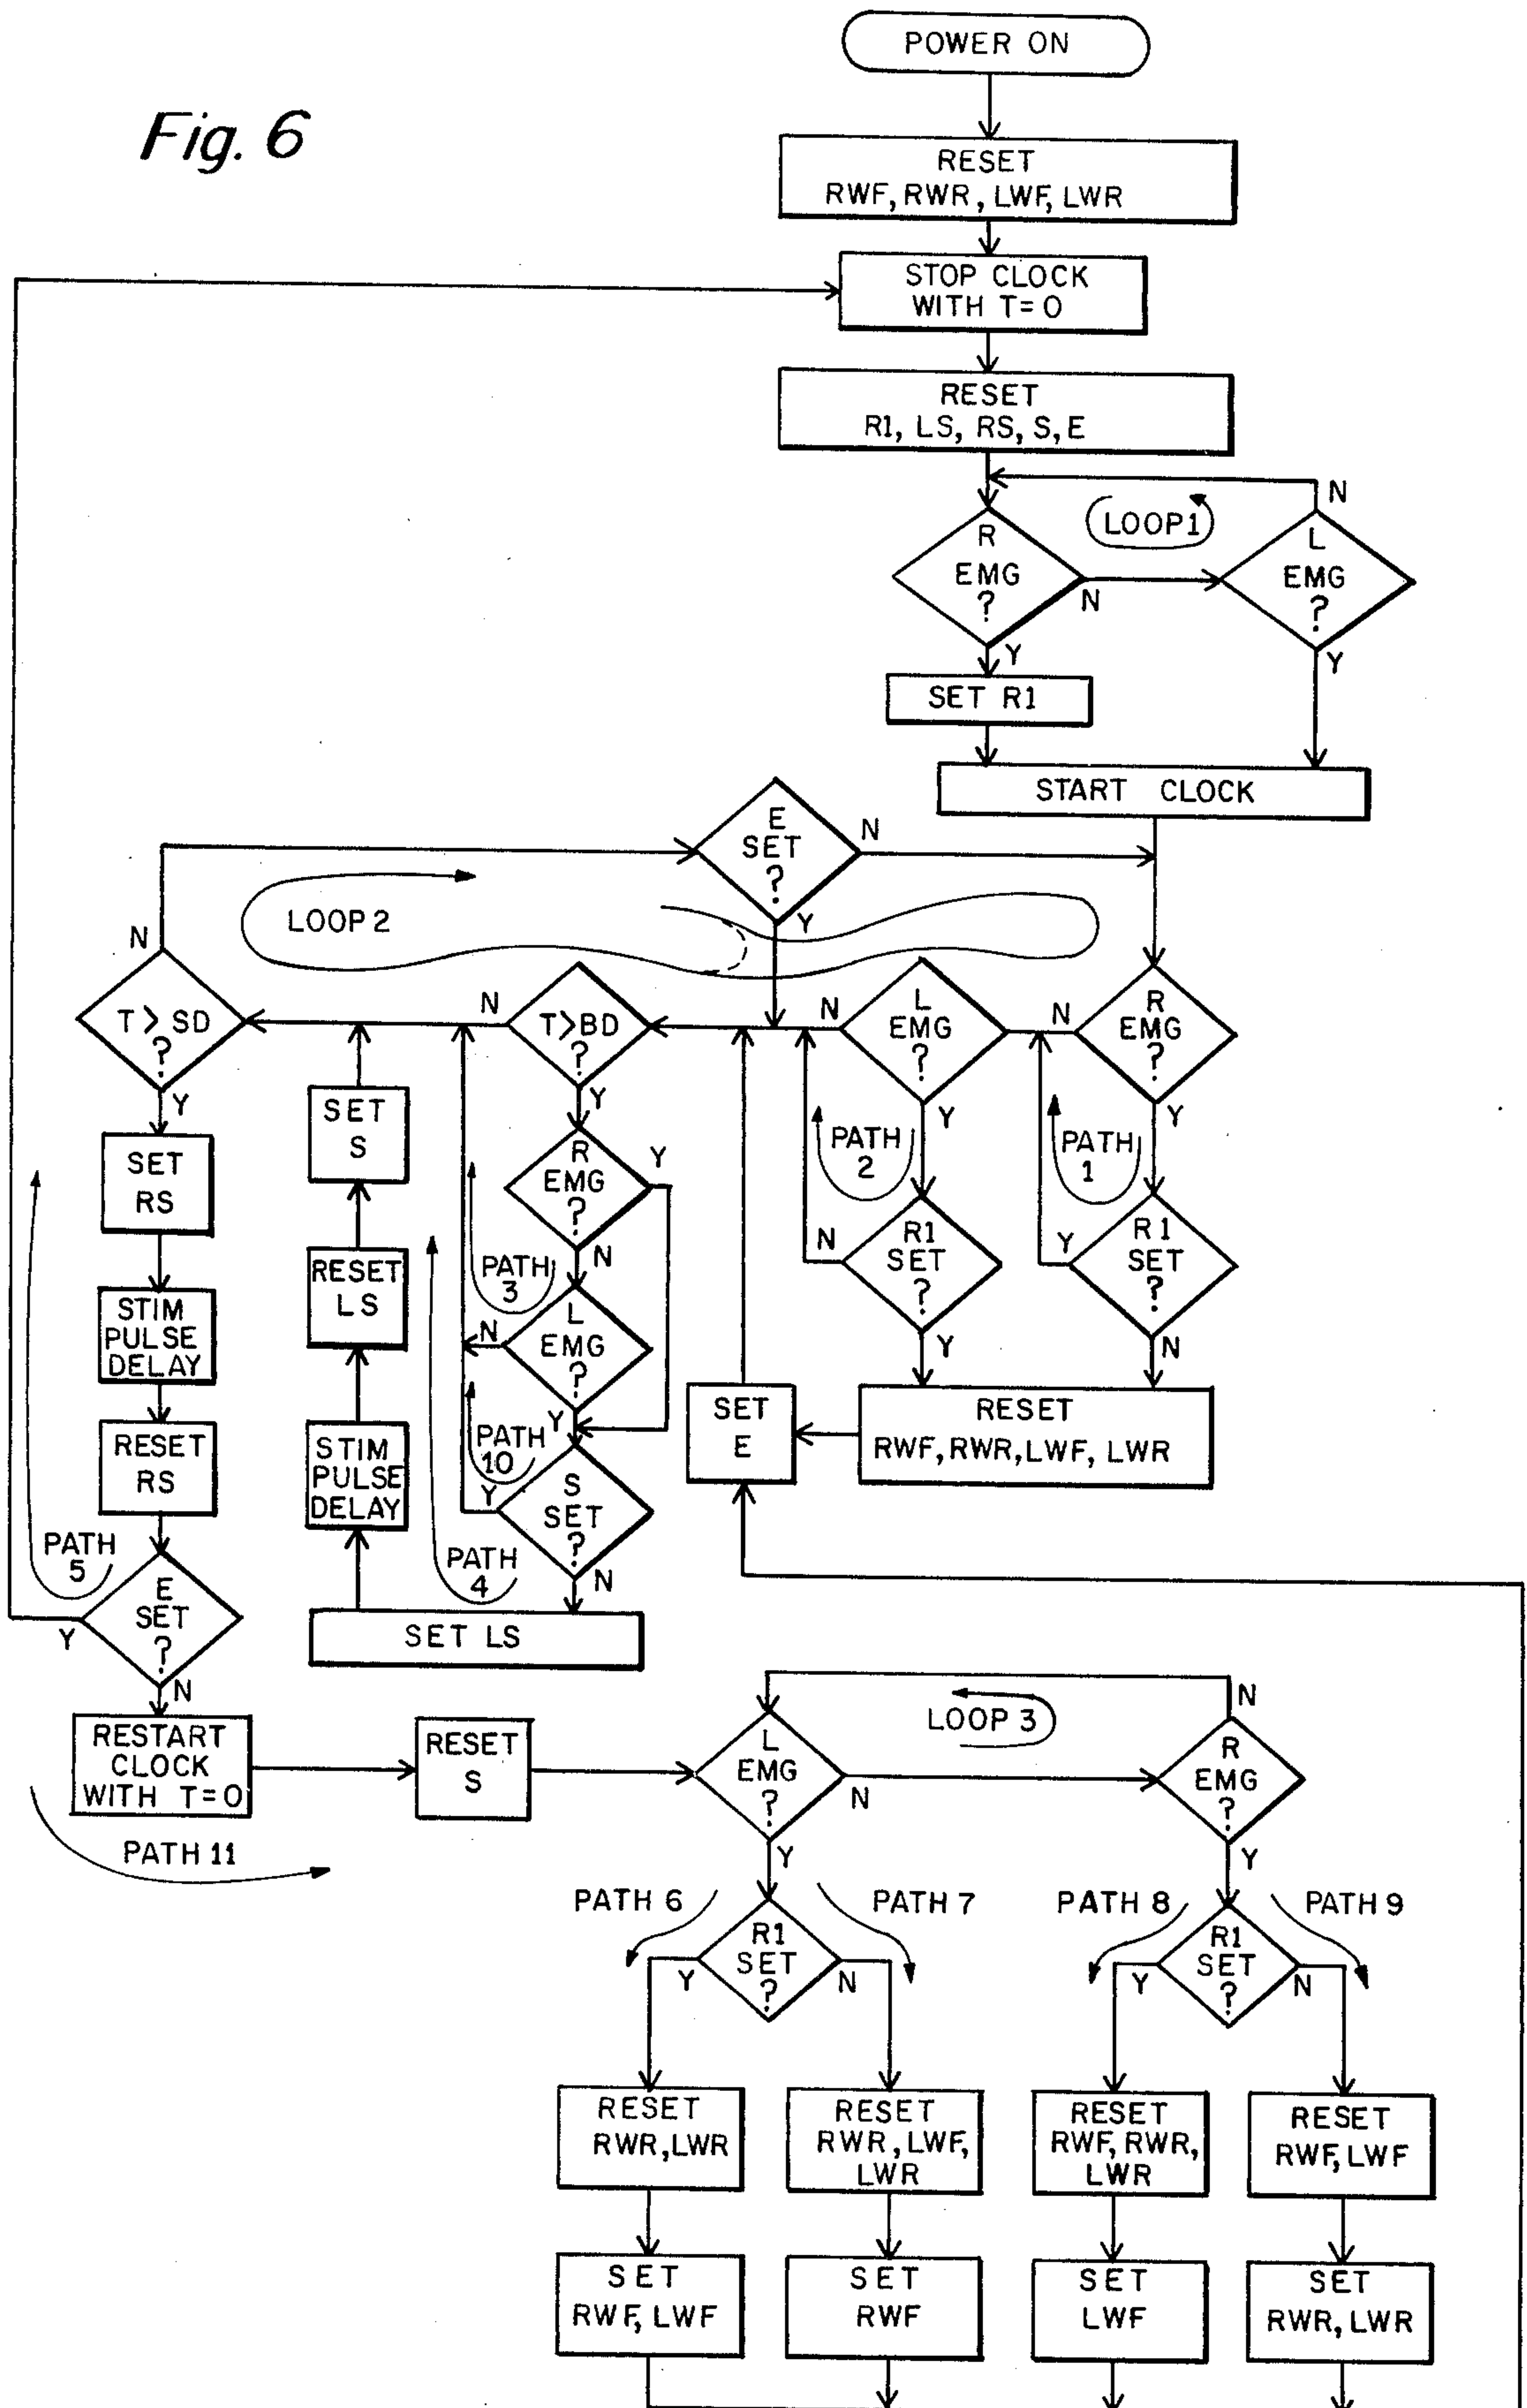 Fig. 6
POWER ON
RESET
RWF, RWR, LWF, LWR
STOP CLOCK
WITH T=0
RESET
R1, LS, RS, S, E
R
EMG
?
N
Y
LOOP 1
L
EMG
?
N
Y
SET R1
START CLOCK
E
SET
?
N
Y
LOOP 2
T > SD
?
N
Y
T>BD
?
N
Y
L
EMG
?
N
Y
R
EMG
?
N
Y
SET
RS
STIM
PULSE
DELAY
RESET
RS
E
SET
?
Y
N
PATH
5
SET
S
RESET
LS
STIM
PULSE
DELAY
SET LS
R
EMG
?
Y
N
PATH
3
L
EMG
?
N
Y
PATH
10
S
SET
?
Y
N
PATH
4
PATH
2
R1
SET
?
N
Y
PATH
1
R1
SET
?
Y
N
SET
E
RESET
RWF, RWR, LWF, LWR
RESTART
CLOCK
WITH T=0
PATH 11
RESET
S
L
EMG
?
N
Y
LOOP 3
R
EMG
?
N
Y
PATH 6
R1
SET
?
Y
N
PATH 7
PATH 8
R1
SET
?
Y
N
PATH 9
RESET
RWR, LWR
RESET
RWR, LWF,
LWR
RESET
RWF, RWR,
LWR
RESET
RWF, LWF
SET
RWF, LWF
SET
RWF
SET
LWF
SET
RWR, LWR